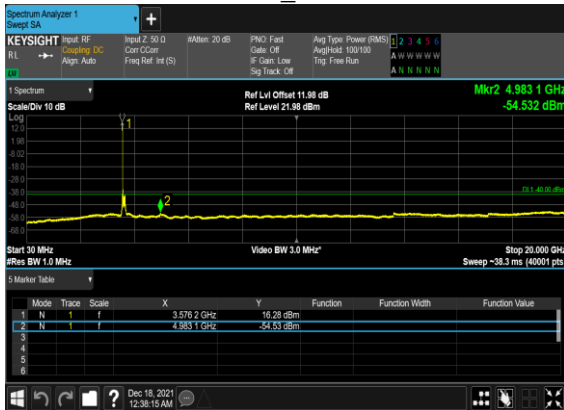 Spectrum Analyzer 1
Swept SA
+
KEYSIGHT Input: RF Input Z: 50 Ω #Atten: 20 dB PNO: Fast Avg Type: Power (RMS) 1 2 3 4 5 6
RL Coupling: DC Corr CCorr Gate: Off Avg|Hold: 100/100 A W W W W W
Align: Auto Freq Ref: Int (S) IF Gain: Low Trig: Free Run A N N N N N
Sig Track: Off
1 Spectrum Ref Lvl Offset 11.98 dB Mkr2 4.983 1 GHz
Scale/Div 10 dB Ref Level 21.98 dBm -54.532 dBm
Log
12.0
1
1.98
-8.02
-18.0
-28.0
-38.0 DL1 -40.00 dBm
-48.0
2
-58.0
-68.0
Start 30 MHz Video BW 3.0 MHz* Stop 20.000 GHz
#Res BW 1.0 MHz Sweep ~38.3 ms (40001 pts)
5 Marker Table
Mode Trace Scale X Y Function Function Width Function Value
1 N 1 f 3.576 2 GHz 16.28 dBm
2 N 1 f 4.983 1 GHz -54.53 dBm
3
4
5
6
? Dec 18, 2021
12:38:15 AM